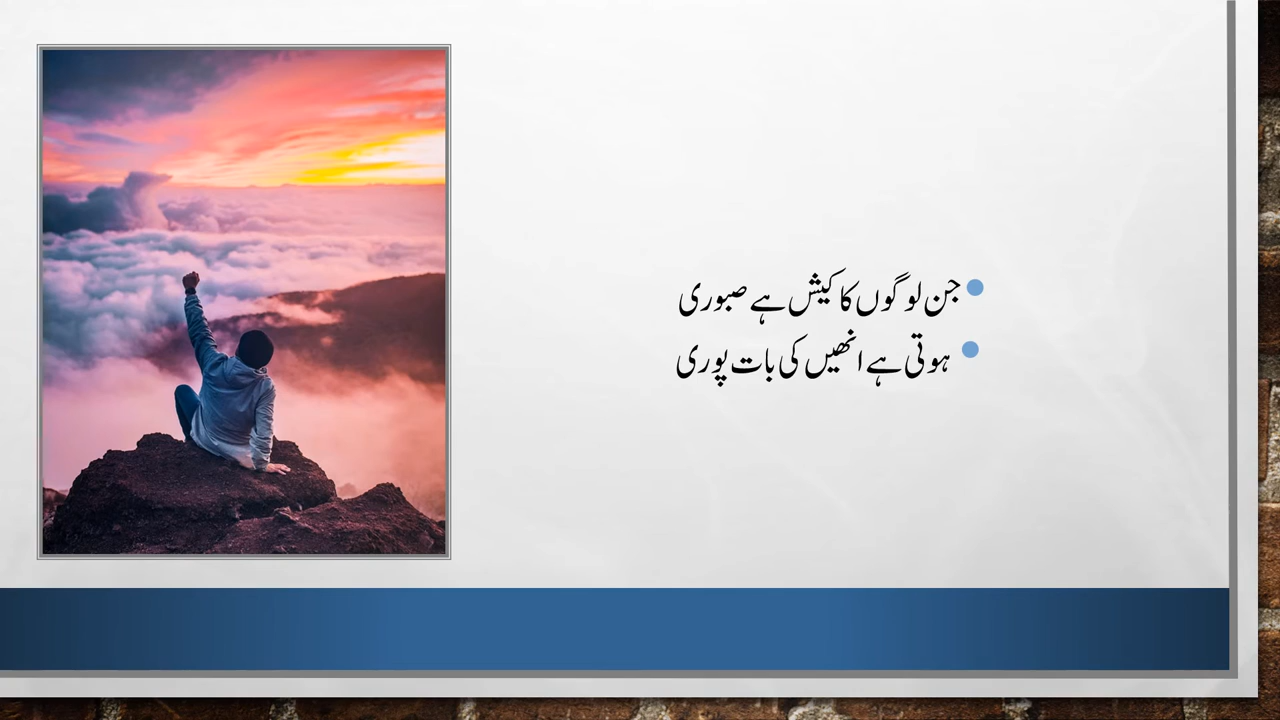 جن لوگوں کا کیش ہے صبوری
ہوتی ہے انھیں کی بات پوری